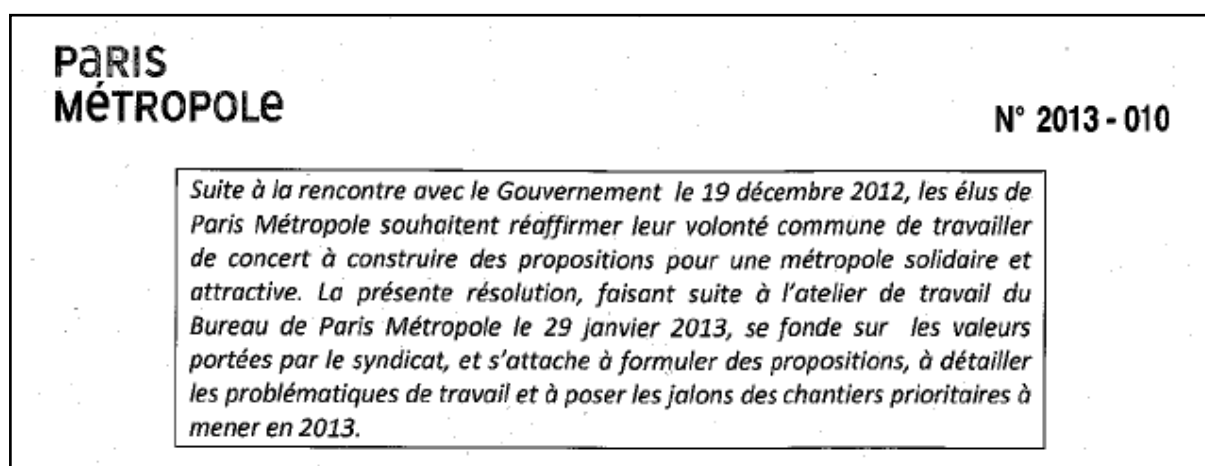 PARIS
MÉTROPOLE
N° 2013 - 010
Suite à la rencontre avec le Gouvernement le 19 décembre 2012, les élus de
Paris Métropole souhaitent réaffirmer leur volonté commune de travailler
de concert à construire des propositions pour une métropole solidaire et
attractive. La présente résolution, faisant suite à l'atelier de travail du
Bureau de Paris Métropole le 29 janvier 2013, se fonde sur les valeurs
portées par le syndicat, et s'attache à formuler des propositions, à détailler
les problématiques de travail et à poser les jalons des chantiers prioritaires à
mener en 2013.